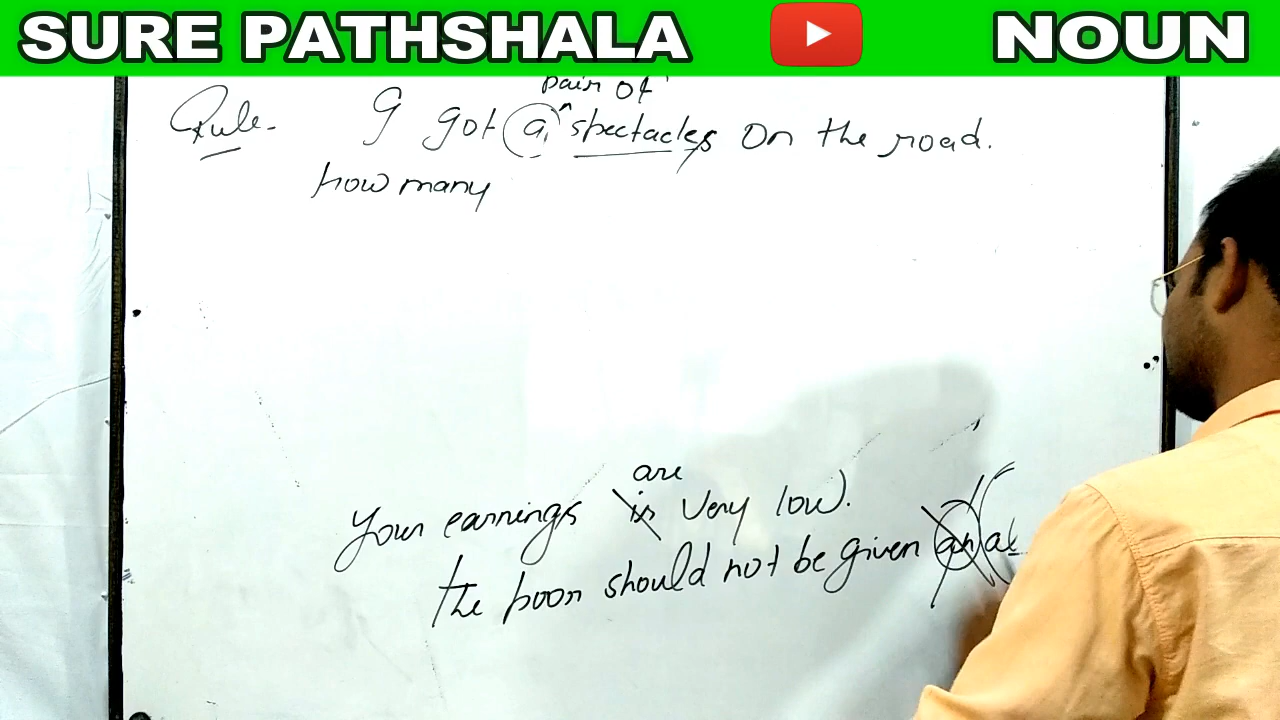 SURE PATHSHALA NOUN
pair of
Rule. I got a ^ spectacles on the road.
how many
are
Your earnings is very low.
the poor should not be given an